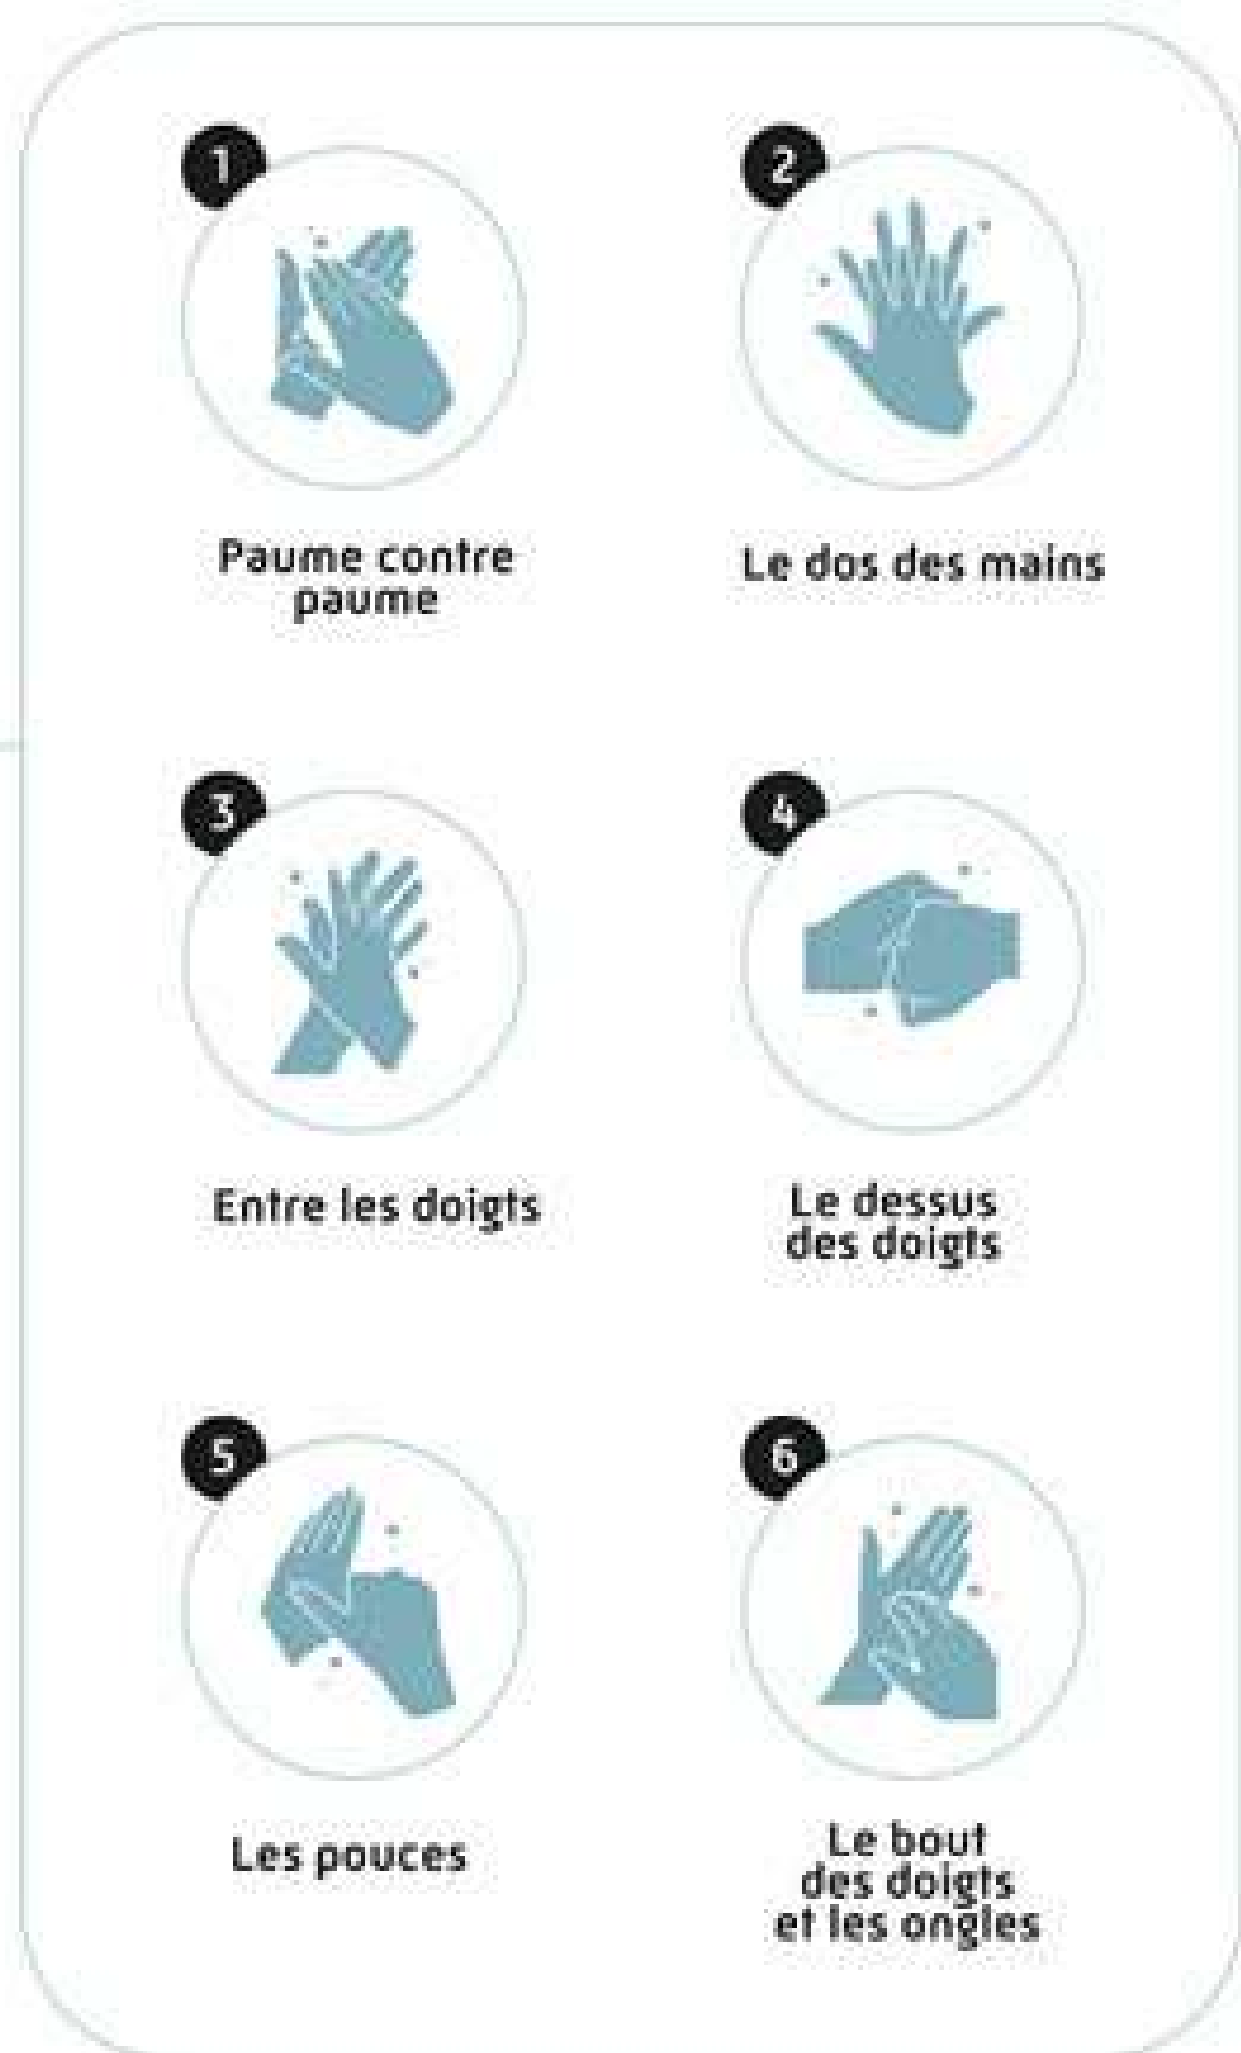 1
Paume contre
paume
2
Le dos des mains
3
Entre les doigts
4
Le dessus
des doigts
5
Les pouces
6
Le bout
des doigts
et les ongles